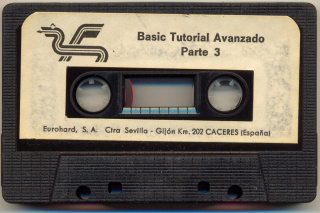 Basic Tutorial Avanzado
Parte 3
Eurohard, S. A. Ctra Sevilla - Gijón Km. 202 CACERES (España)